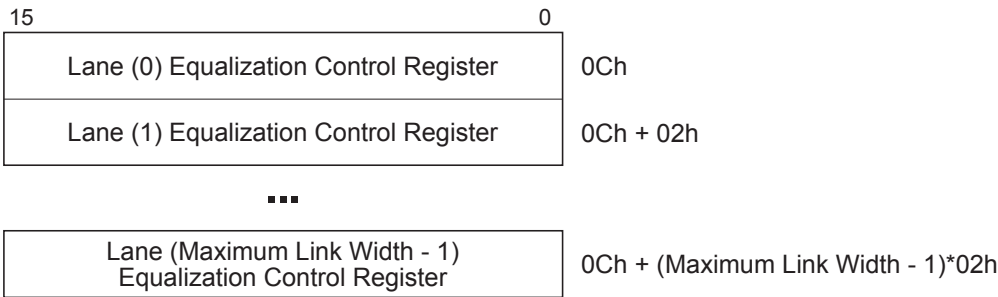 15 0
Lane (0) Equalization Control Register 0Ch
Lane (1) Equalization Control Register 0Ch + 02h
...
Lane (Maximum Link Width - 1)
Equalization Control Register 0Ch + (Maximum Link Width - 1)*02h